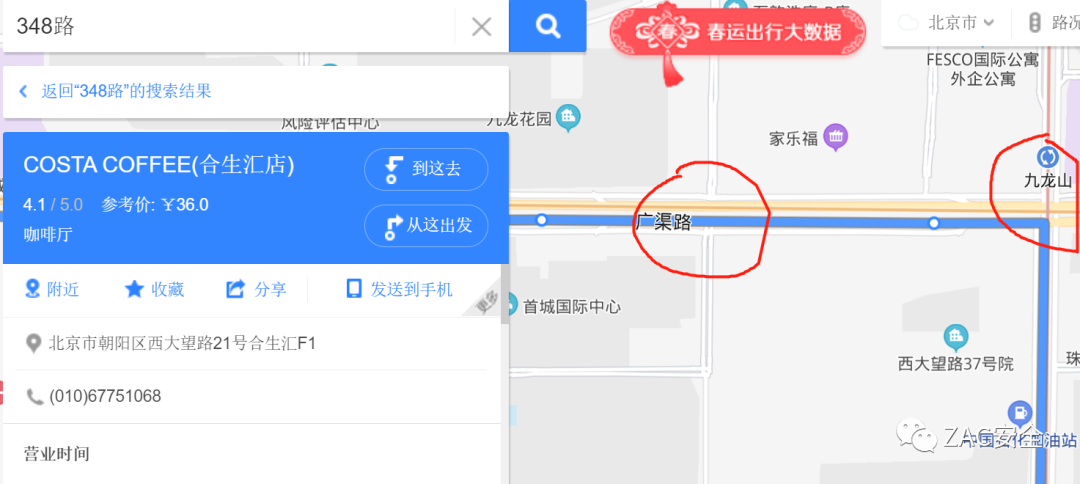 348路
返回“348路”的搜索结果
COSTA COFFEE(合生汇店)
4.1 / 5.0 参考价: ￥36.0
咖啡厅
到这去
从这出发
附近
收藏
分享
发送到手机
更多
北京市朝阳区西大望路21号合生汇F1
(010)67751068
营业时间
春
春运出行大数据
北京市
路况
FESCO国际公寓
外企公寓
风险评估中心
九龙花园
家乐福
九龙山
广渠路
首城国际中心
西大望路37号院
珠
ZAC安全
油站